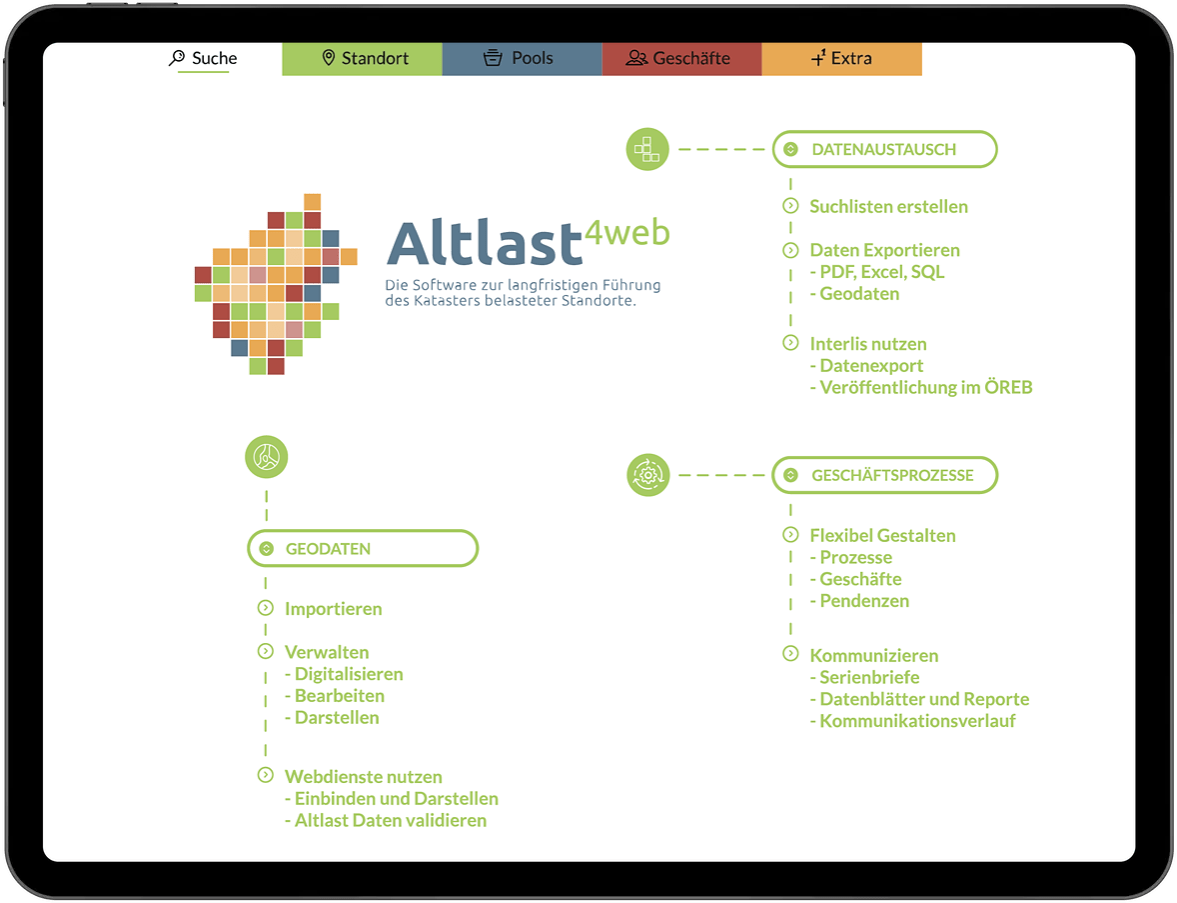 Suche
Standort
Pools
Geschäfte
+1 Extra
Altlast4web
Die Software zur langfristigen Führung
des Katasters belasteter Standorte.
DATENAUSTAUSCH
Suchlisten erstellen
Daten Exportieren
- PDF, Excel, SQL
- Geodaten
Interlis nutzen
- Datenexport
- Veröffentlichung im ÖREB
GEODATEN
Importieren
Verwalten
- Digitalisieren
- Bearbeiten
- Darstellen
Webdienste nutzen
- Einbinden und Darstellen
- Altlast Daten validieren
GESCHÄFTSPROZESSE
Flexibel Gestalten
- Prozesse
- Geschäfte
- Pendenzen
Kommunizieren
- Serienbriefe
- Datenblätter und Reporte
- Kommunikationsverlauf